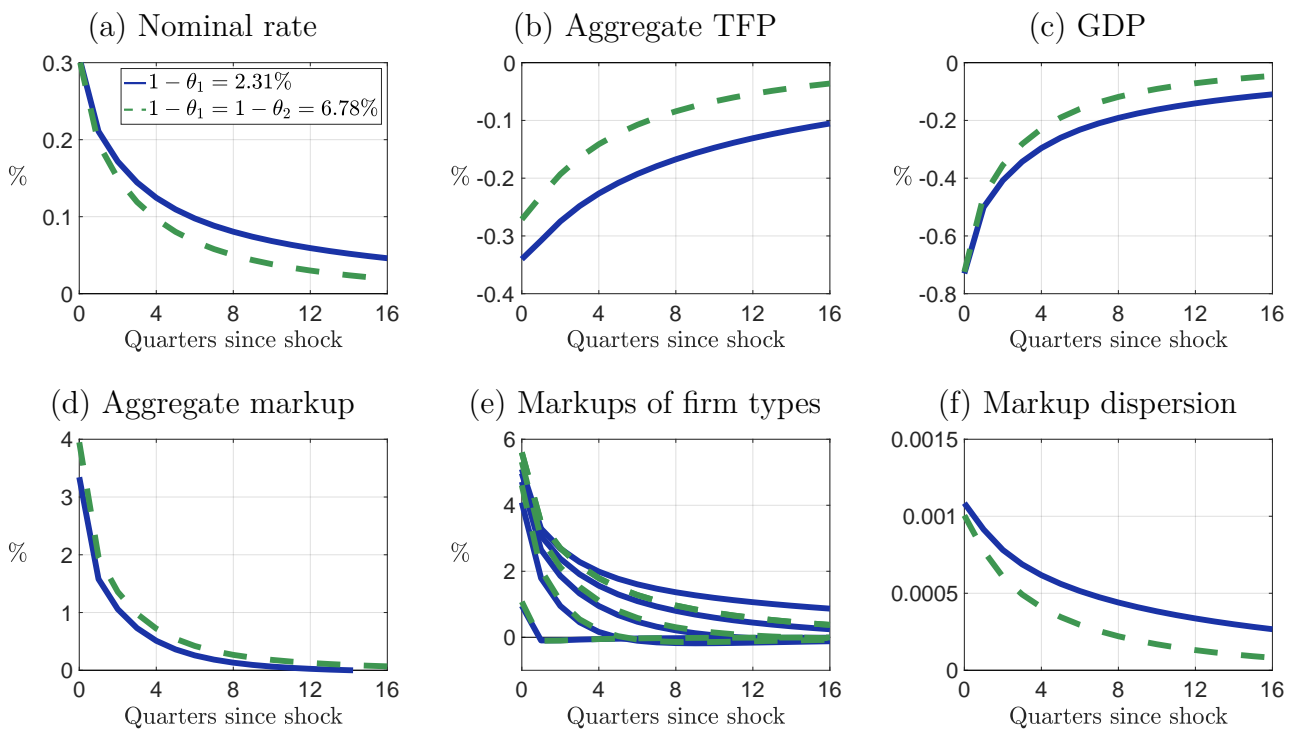 (a) Nominal rate
(b) Aggregate TFP
(c) GDP
0.3
0.2
0.1
0
%
1 − θ₁ = 2.31%
1 − θ₁ = 1 − θ₂ = 6.78%
0 4 8 12 16
Quarters since shock
0
-0.1
-0.2
-0.3
-0.4
%
0 4 8 12 16
Quarters since shock
0
-0.2
-0.4
-0.6
-0.8
%
0 4 8 12 16
Quarters since shock
(d) Aggregate markup
(e) Markups of firm types
(f) Markup dispersion
4
3
2
1
0
%
0 4 8 12 16
Quarters since shock
6
4
2
0
%
0 4 8 12 16
Quarters since shock
0.0015
0.001
0.0005
0
0 4 8 12 16
Quarters since shock